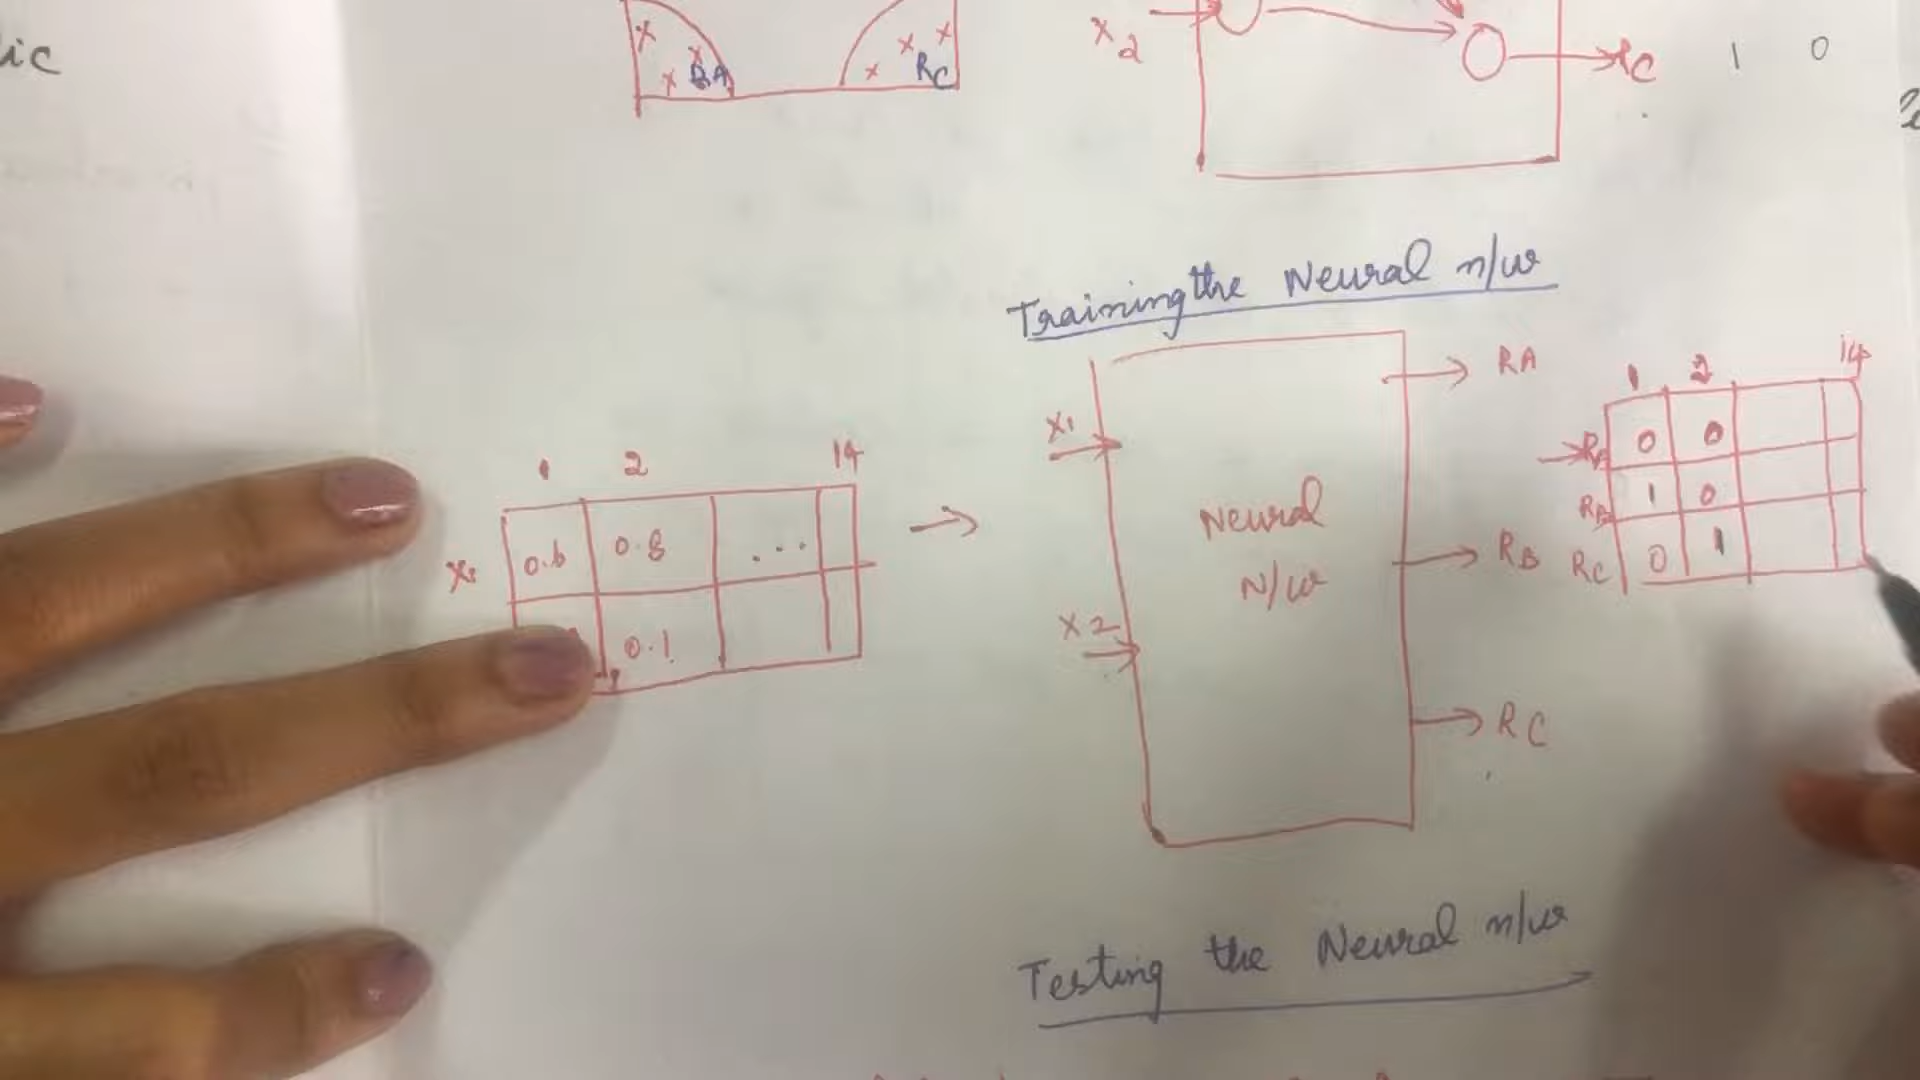 ic
x x RA x
x x x RC
X2
RC 1 0
Training the Neural n/w
1 2 14
X1 0.6 0.8 ...
0.1
X1
X2
Neural
N/w
RA
RB
RC
1 2 14
RA 0 0
RB 1 0
RC 0 1
Testing the Neural n/w